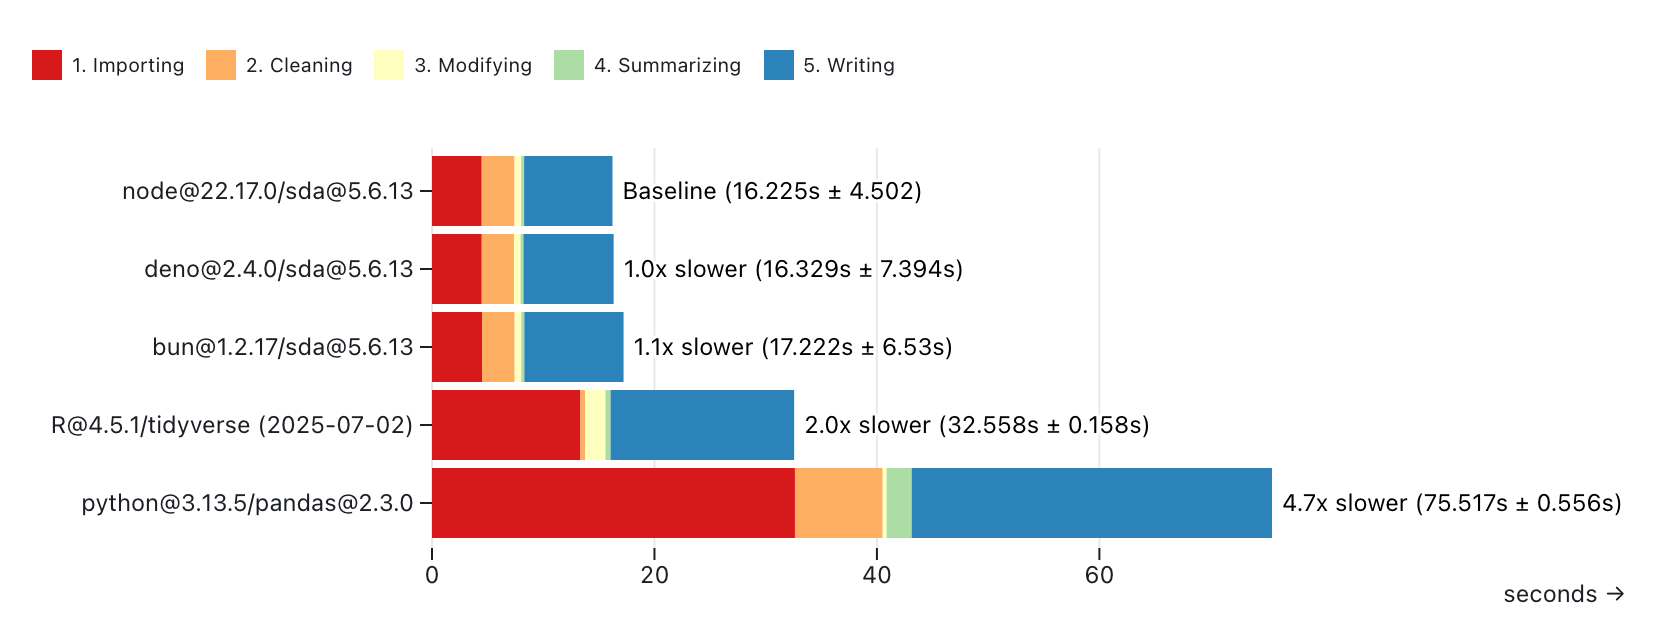 1. Importing 2. Cleaning 3. Modifying 4. Summarizing 5. Writing
node@22.17.0/sda@5.6.13 Baseline (16.225s ± 4.502)
deno@2.4.0/sda@5.6.13 1.0x slower (16.329s ± 7.394s)
bun@1.2.17/sda@5.6.13 1.1x slower (17.222s ± 6.53s)
R@4.5.1/tidyverse (2025-07-02) 2.0x slower (32.558s ± 0.158s)
python@3.13.5/pandas@2.3.0 4.7x slower (75.517s ± 0.556s)
0 20 40 60
seconds →